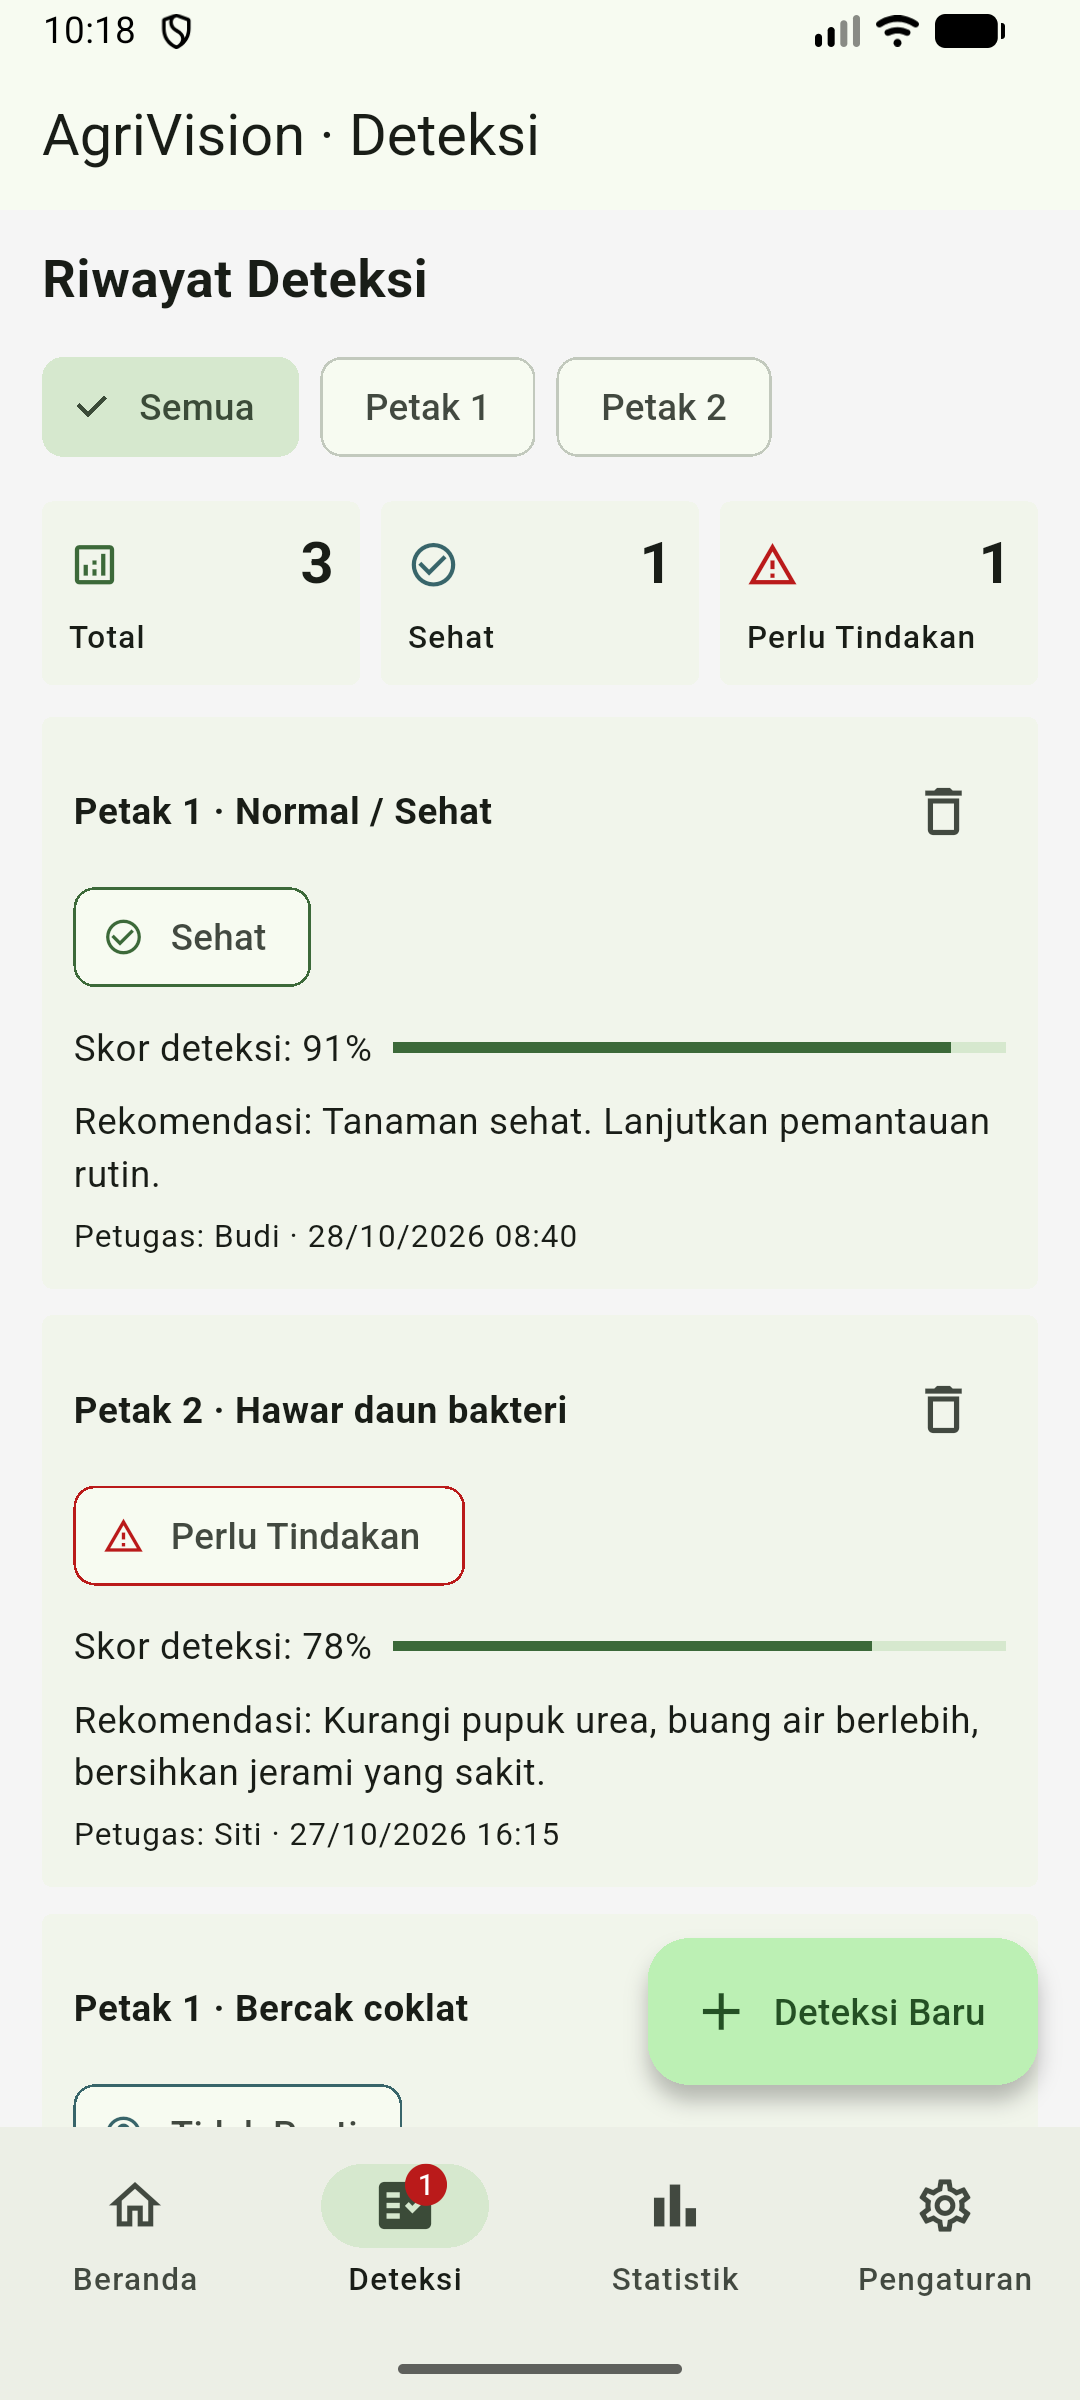 10:18
AgriVision · Deteksi
Riwayat Deteksi
Semua
Petak 1
Petak 2
3
Total
1
Sehat
1
Perlu Tindakan
Petak 1 · Normal / Sehat
Sehat
Skor deteksi: 91%
Rekomendasi: Tanaman sehat. Lanjutkan pemantauan
rutin.
Petugas: Budi · 28/10/2026 08:40
Petak 2 · Hawar daun bakteri
Perlu Tindakan
Skor deteksi: 78%
Rekomendasi: Kurangi pupuk urea, buang air berlebih,
bersihkan jerami yang sakit.
Petugas: Siti · 27/10/2026 16:15
Petak 1 · Bercak coklat
Deteksi Baru
1
Beranda
Deteksi
Statistik
Pengaturan